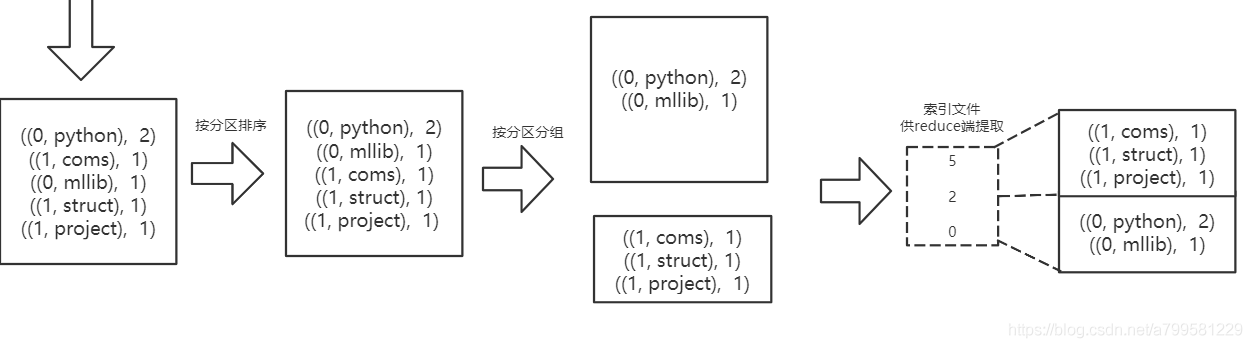 ((0, python), 2)
((1, coms), 1)
((0, mllib), 1)
((1, struct), 1)
((1, project), 1)
按分区排序
((0, python), 2)
((0, mllib), 1)
((1, coms), 1)
((1, struct), 1)
((1, project), 1)
按分区分组
((0, python), 2)
((0, mllib), 1)
((1, coms), 1)
((1, struct), 1)
((1, project), 1)
索引文件
供reduce端提取
5
2
0
((1, coms), 1)
((1, struct), 1)
((1, project), 1)
((0, python), 2)
((0, mllib), 1)
https://blog.csdn.net/a799581229